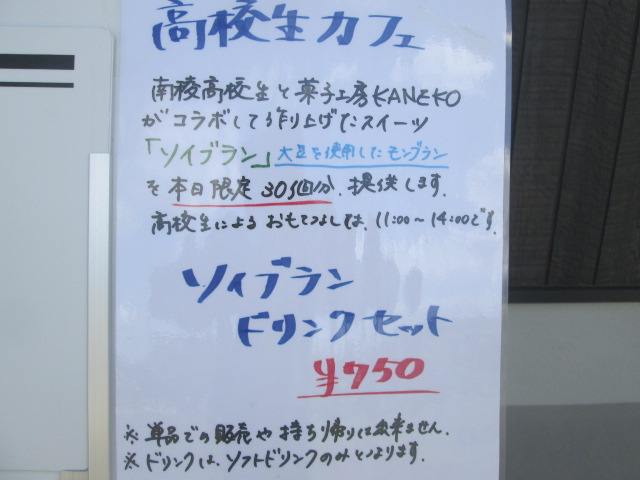 高校生カフェ
南稜高校生と菓子工房KANEKO
がコラボして作り上げたスイーツ
「ソイブラン」大豆を使用したモンブラン
を本日限定30個分、提供します。
高校生によるおもてなしは、11:00～14:00です。
ソイブラン
ドリンクセット
¥750
※単品での販売や持ち帰りは出来ません。
※ドリンクは、ソフトドリンクのみとなります。